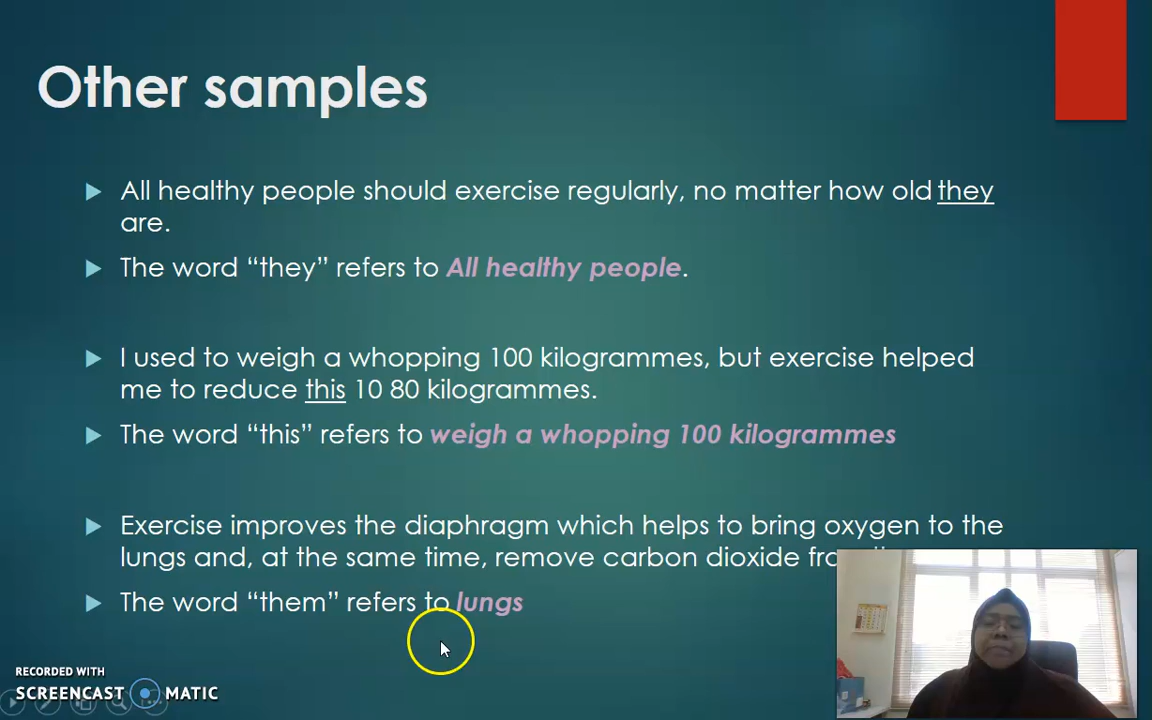 Other samples
All healthy people should exercise regularly, no matter how old they
are.
The word “they” refers to All healthy people.
I used to weigh a whopping 100 kilogrammes, but exercise helped
me to reduce this 10 80 kilogrammes.
The word “this” refers to weigh a whopping 100 kilogrammes
Exercise improves the diaphragm which helps to bring oxygen to the
lungs and, at the same time, remove carbon dioxide
The word “them” refers to lungs
RECORDED WITH
SCREENCAST MATIC